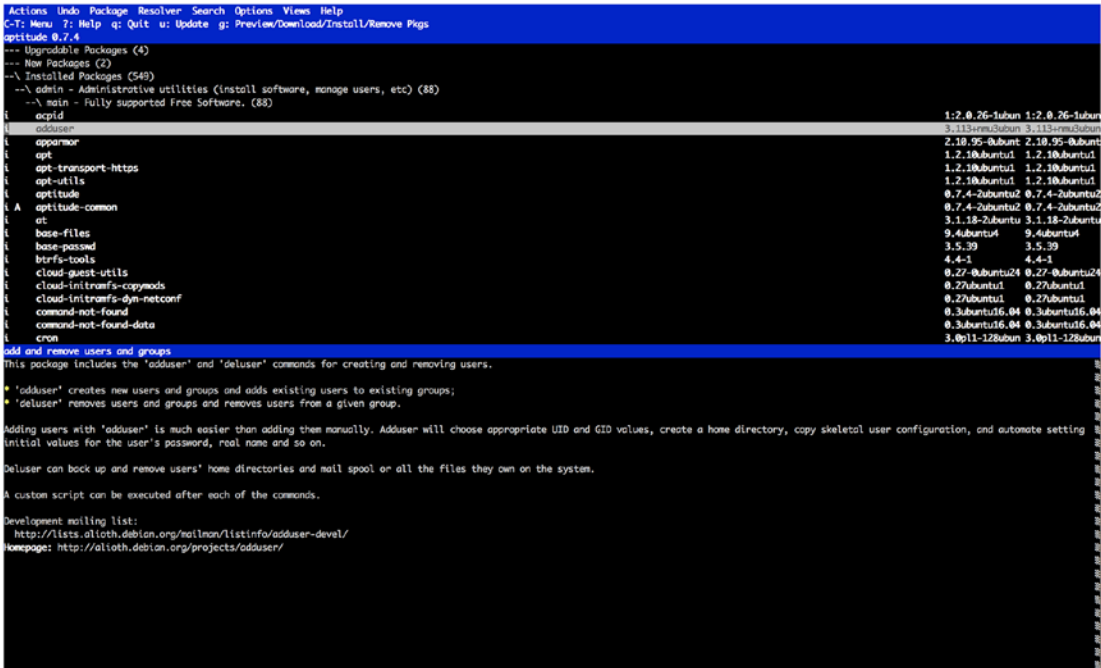 Actions Undo Package Resolver Search Options Views Help
C-T: Menu ?: Help q: Quit u: Update g: Preview/Download/Install/Remove Pkgs
aptitude 0.7.4
--- Upgradable Packages (4)
--- New Packages (2)
--\ Installed Packages (549)
--\ admin - Administrative utilities (install software, manage users, etc) (88)
--\ main - Fully supported Free Software. (88)
i acpid 1:2.0.26-1ubun 1:2.0.26-1ubun
i adduser 3.113+nmu3ubun 3.113+nmu3ubun
i apparmor 2.10.95-0ubunt 2.10.95-0ubunt
i apt 1.2.10ubuntu1 1.2.10ubuntu1
i apt-transport-https 1.2.10ubuntu1 1.2.10ubuntu1
i apt-utils 1.2.10ubuntu1 1.2.10ubuntu1
i aptitude 0.7.4-2ubuntu2 0.7.4-2ubuntu2
i A aptitude-common 0.7.4-2ubuntu2 0.7.4-2ubuntu2
i at 3.1.18-2ubuntu 3.1.18-2ubuntu
i base-files 9.4ubuntu4 9.4ubuntu4
i base-passwd 3.5.39 3.5.39
i btrfs-tools 4.4-1 4.4-1
i cloud-guest-utils 0.27-0ubuntu24 0.27-0ubuntu24
i cloud-initramfs-copymods 0.27ubuntu1 0.27ubuntu1
i cloud-initramfs-dyn-netconf 0.27ubuntu1 0.27ubuntu1
i command-not-found 0.3ubuntu16.04 0.3ubuntu16.04
i command-not-found-data 0.3ubuntu16.04 0.3ubuntu16.04
i cron 3.0pl1-128ubun 3.0pl1-128ubun
add and remove users and groups
This package includes the 'adduser' and 'deluser' commands for creating and removing users.
* 'adduser' creates new users and groups and adds existing users to existing groups;
* 'deluser' removes users and groups and removes users from a given group.
Adding users with 'adduser' is much easier than adding them manually. Adduser will choose appropriate UID and GID values, create a home directory, copy skeletal user configuration, and automate setting
initial values for the user's password, real name and so on.
Deluser can back up and remove users' home directories and mail spool or all the files they own on the system.
A custom script can be executed after each of the commands.
Development mailing list:
http://lists.alioth.debian.org/mailman/listinfo/adduser-devel/
Homepage: http://alioth.debian.org/projects/adduser/